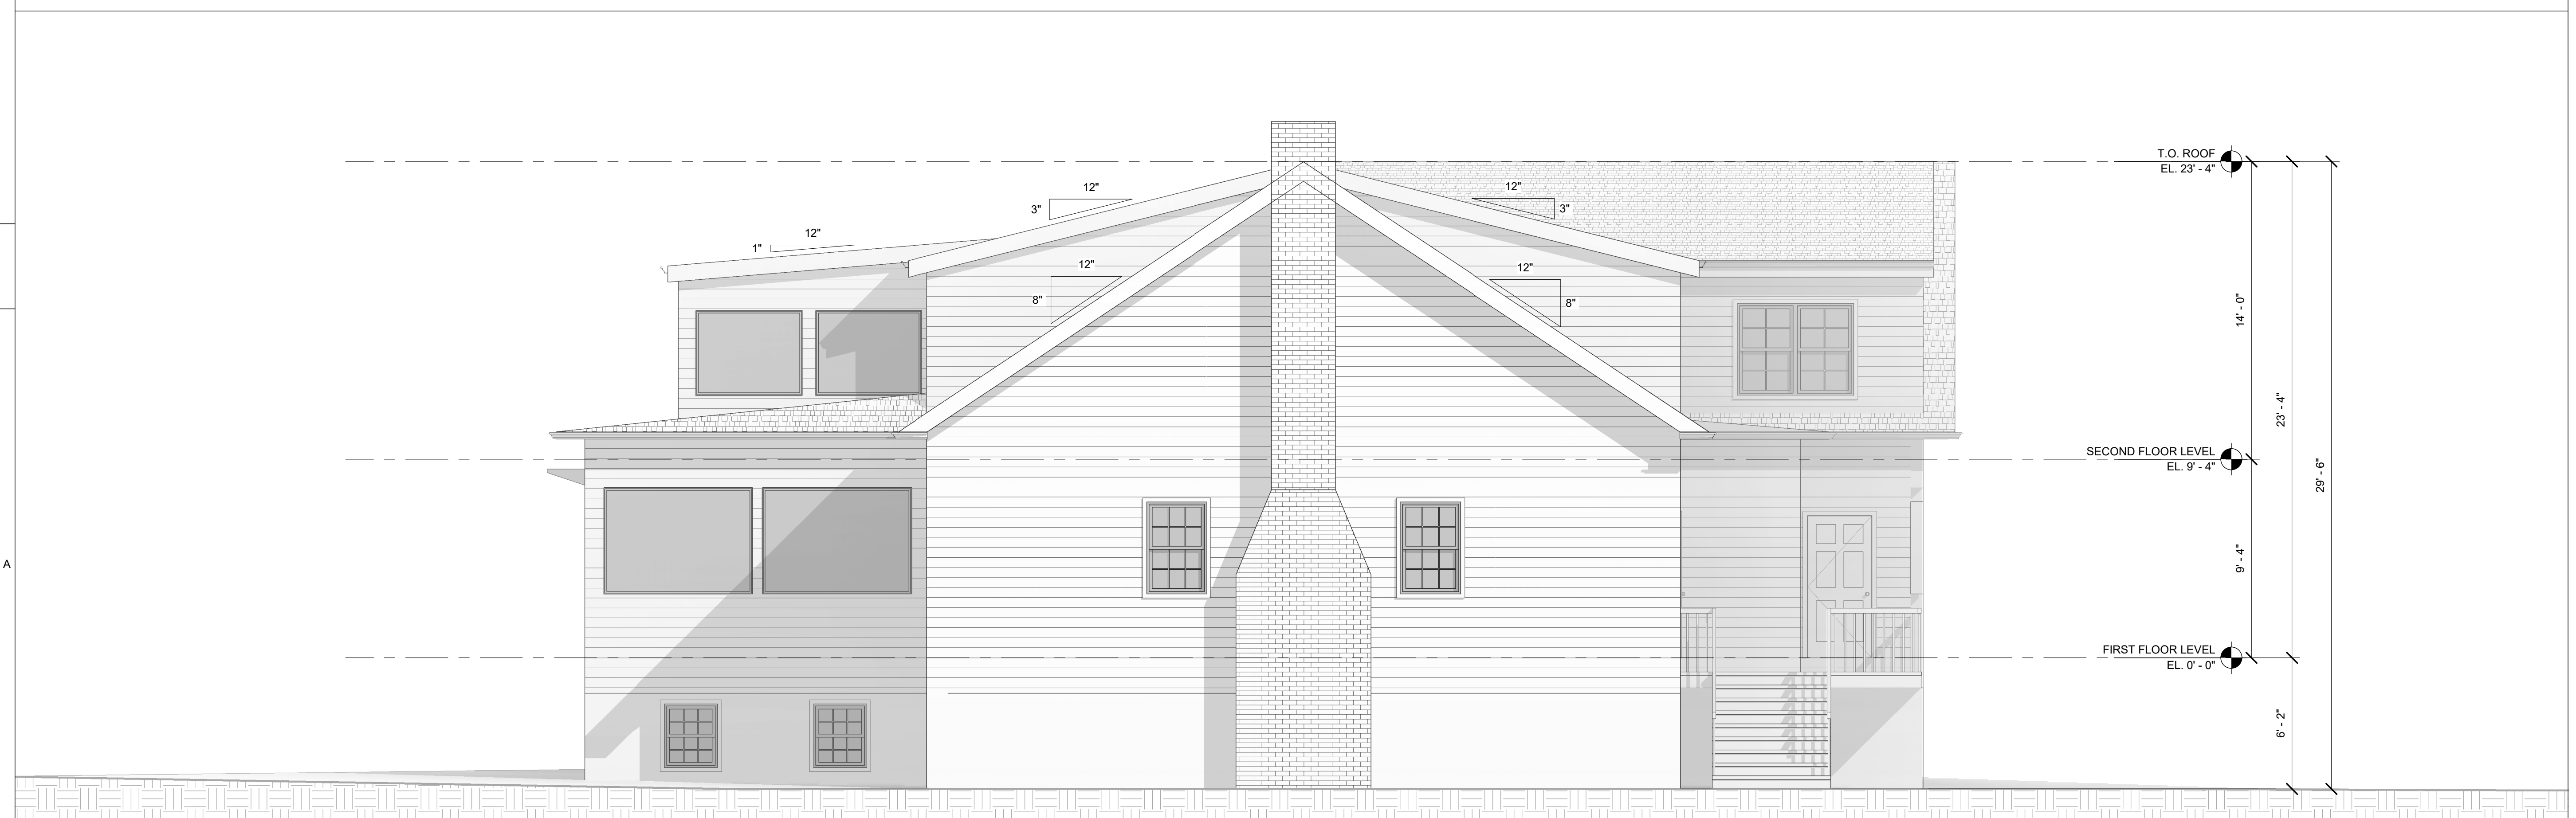 T.O. ROOF
EL. 23' - 4"
12"
3"
12"
3"
12"
1"
12"
8"
12"
8"
14' - 0"
23' - 4"
29' - 6"
SECOND FLOOR LEVEL
EL. 9' - 4"
A
9' - 4"
FIRST FLOOR LEVEL
EL. 0' - 0"
6' - 2"